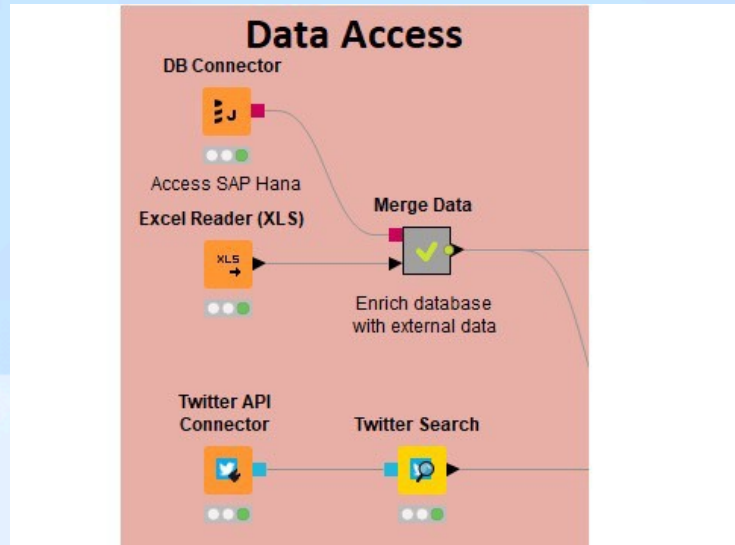 Data Access
DB Connector
J
Access SAP Hana
Excel Reader (XLS)
XLS
Merge Data
Enrich database
with external data
Twitter API
Connector
Twitter Search